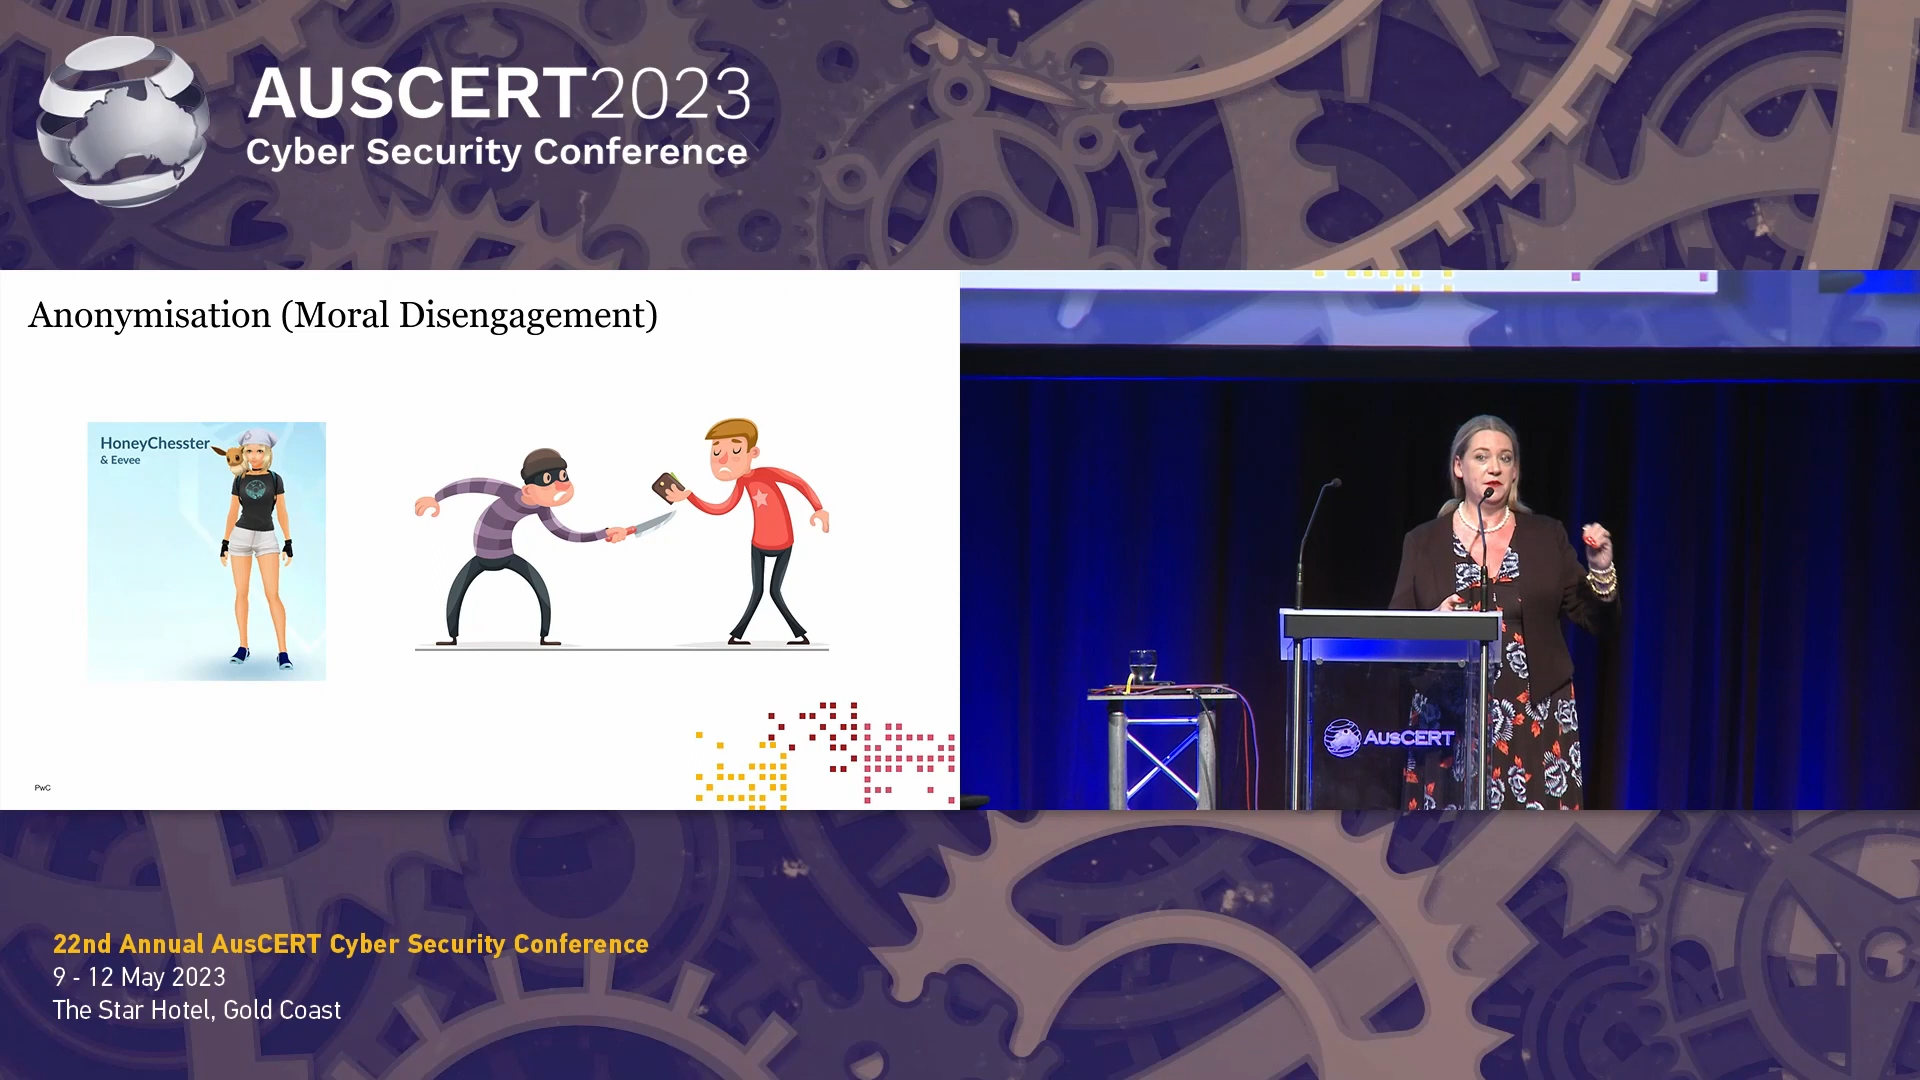 AUSCERT2023
Cyber Security Conference
Anonymisation (Moral Disengagement)
HoneyChesster
& Eevee
PwC
AusCERT
22nd Annual AusCERT Cyber Security Conference
9 - 12 May 2023
The Star Hotel, Gold Coast